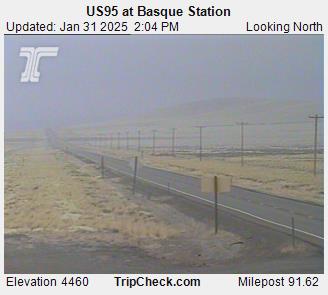 US95 at Basque Station
Updated: Jan 31 2025 2:04 PM Looking North
Elevation 4460 TripCheck.com Milepost 91.62